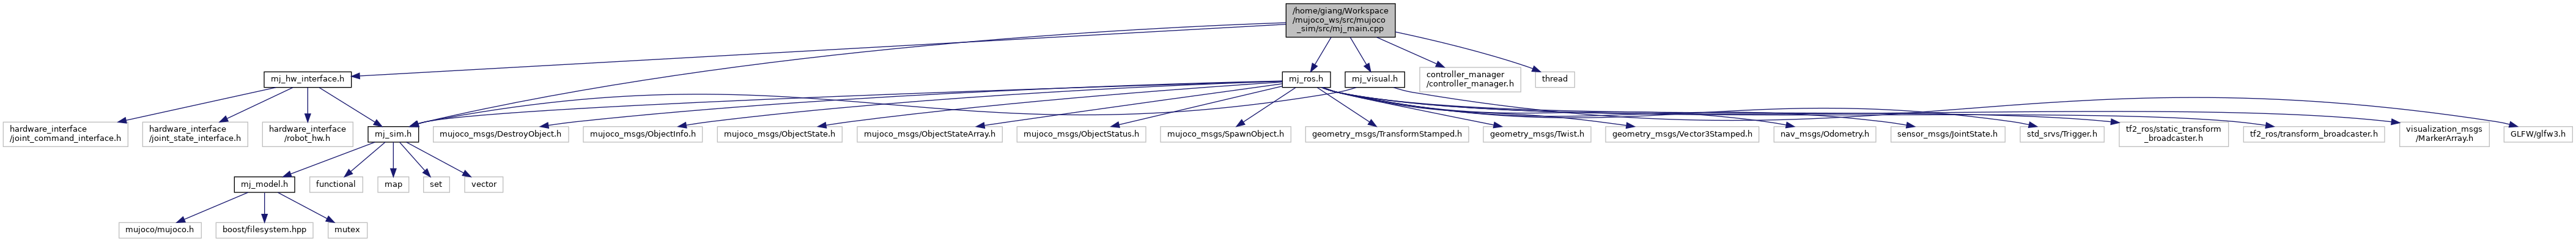 /home/giang/Workspace
/mujoco_ws/src/mujoco
_sim/src/mj_main.cpp
mj_hw_interface.h
mj_ros.h
mj_visual.h
controller_manager
/controller_manager.h
thread
hardware_interface
/joint_command_interface.h
hardware_interface
/joint_state_interface.h
hardware_interface
/robot_hw.h
mj_sim.h
mujoco_msgs/DestroyObject.h
mujoco_msgs/ObjectInfo.h
mujoco_msgs/ObjectState.h
mujoco_msgs/ObjectStateArray.h
mujoco_msgs/ObjectStatus.h
mujoco_msgs/SpawnObject.h
geometry_msgs/TransformStamped.h
geometry_msgs/Twist.h
geometry_msgs/Vector3Stamped.h
nav_msgs/Odometry.h
sensor_msgs/JointState.h
std_srvs/Trigger.h
tf2_ros/static_transform
_broadcaster.h
tf2_ros/transform_broadcaster.h
visualization_msgs
/MarkerArray.h
GLFW/glfw3.h
mj_model.h
functional
map
set
vector
mujoco/mujoco.h
boost/filesystem.hpp
mutex